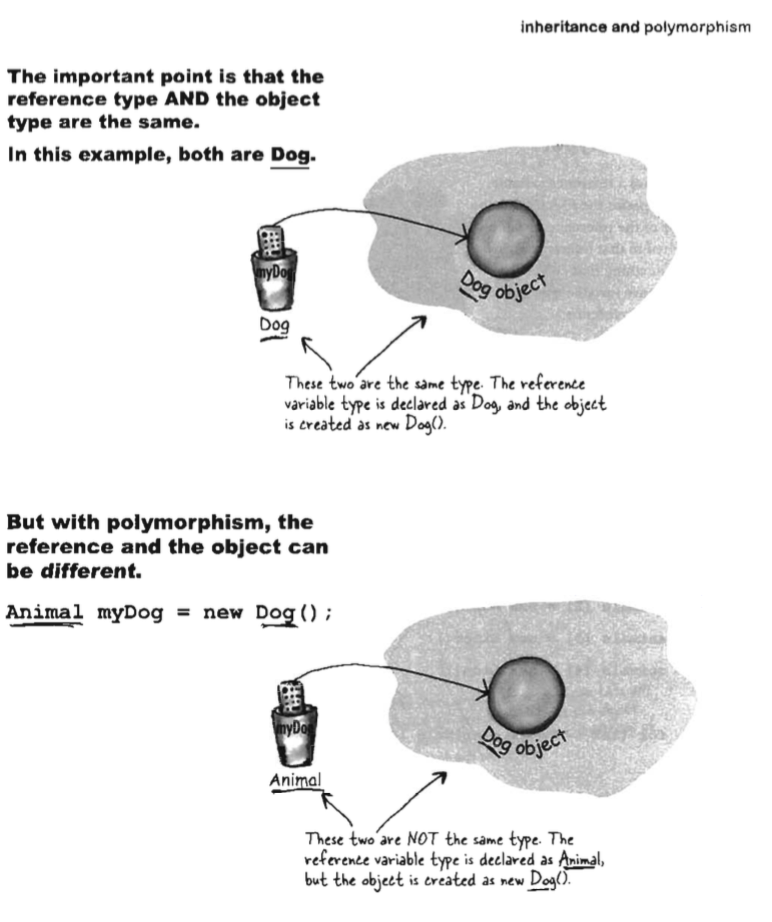 inheritance and polymorphism
The important point is that the
reference type AND the object
type are the same.
In this example, both are Dog.
myDog
Dog object
Dog
These two are the same type. The reference
variable type is declared as Dog, and the object
is created as new Dog().
But with polymorphism, the
reference and the object can
be different.
Animal myDog = new Dog();
myDog
Dog object
Animal
These two are NOT the same type. The
reference variable type is declared as Animal,
but the object is created as new Dog().